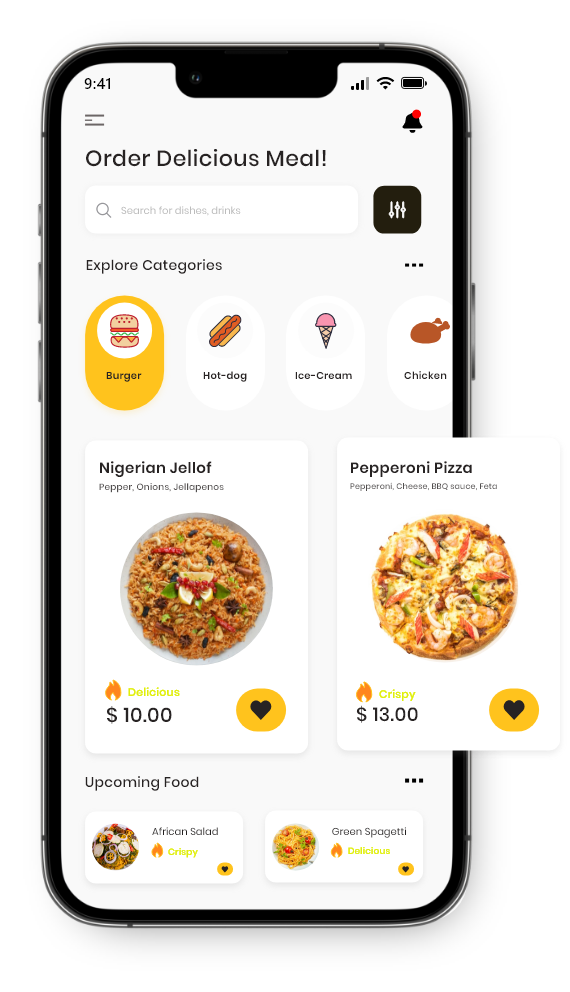 9:41
Order Delicious Meal!
Search for dishes, drinks
Explore Categories
Burger
Hot-dog
Ice-Cream
Chicken
Nigerian Jellof
Pepper, Onions, Jellapenos
Delicious
$ 10.00
Pepperoni Pizza
Pepperoni, Cheese, BBQ sauce, Feta
Crispy
$ 13.00
Upcoming Food
African Salad
Crispy
Green Spagetti
Delicious